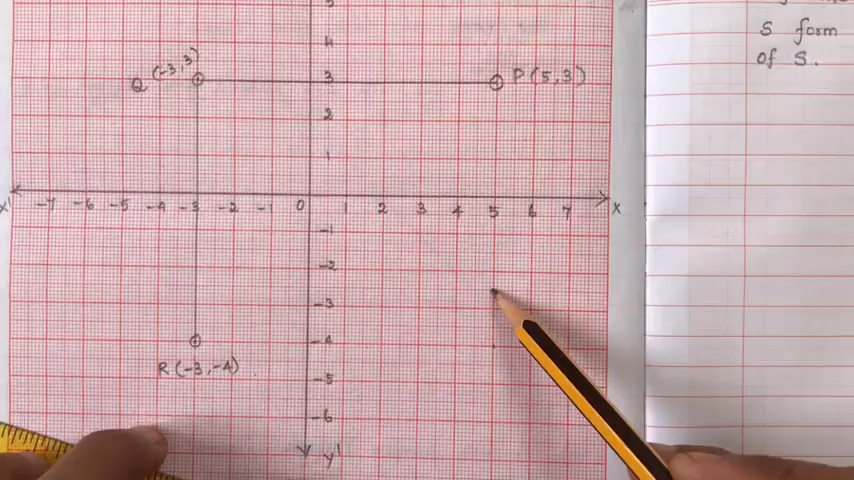 S form
of S.
5
4
Q (-3,3)
3
P (5,3)
2
1
X' -7 -6 -5 -4 -3 -2 -1 0 1 2 3 4 5 6 7 X
-1
-2
-3
-4
R (-3,-4)
-5
-6
y'